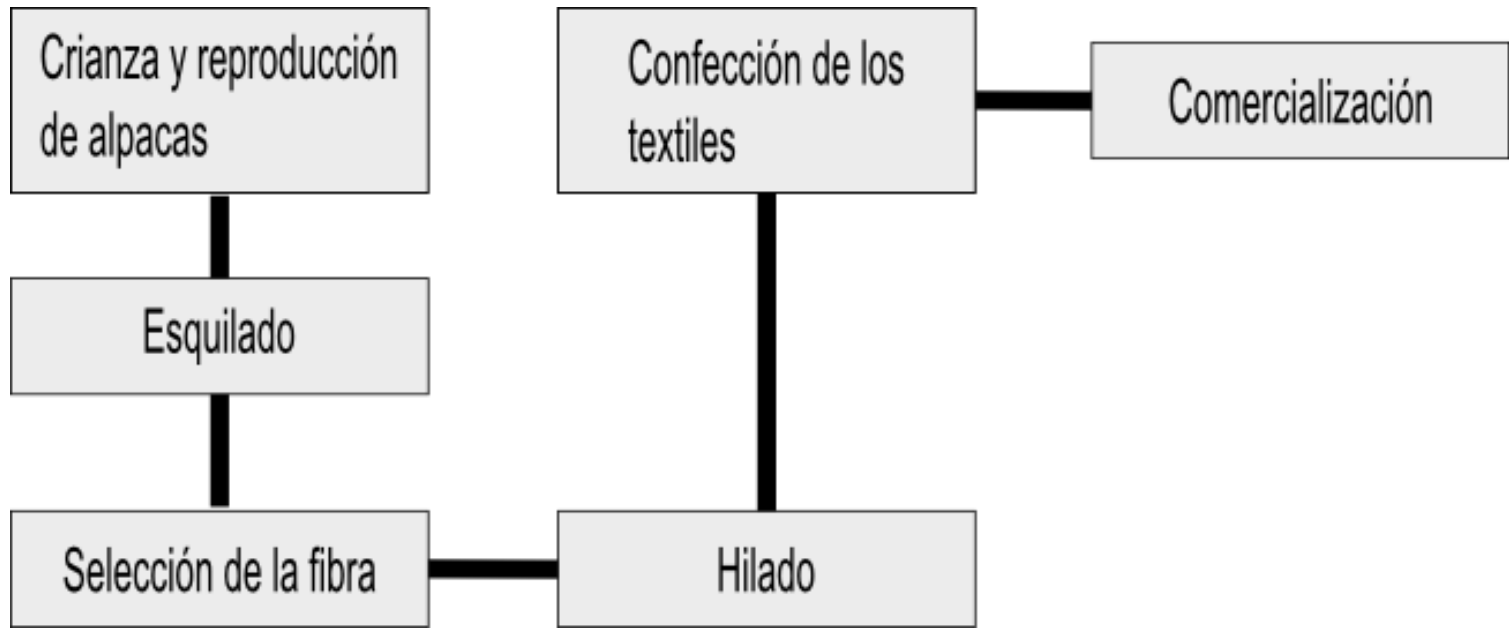 Crianza y reproducción
de alpacas
Esquilado
Selección de la fibra
Hilado
Confección de los
textiles
Comercialización